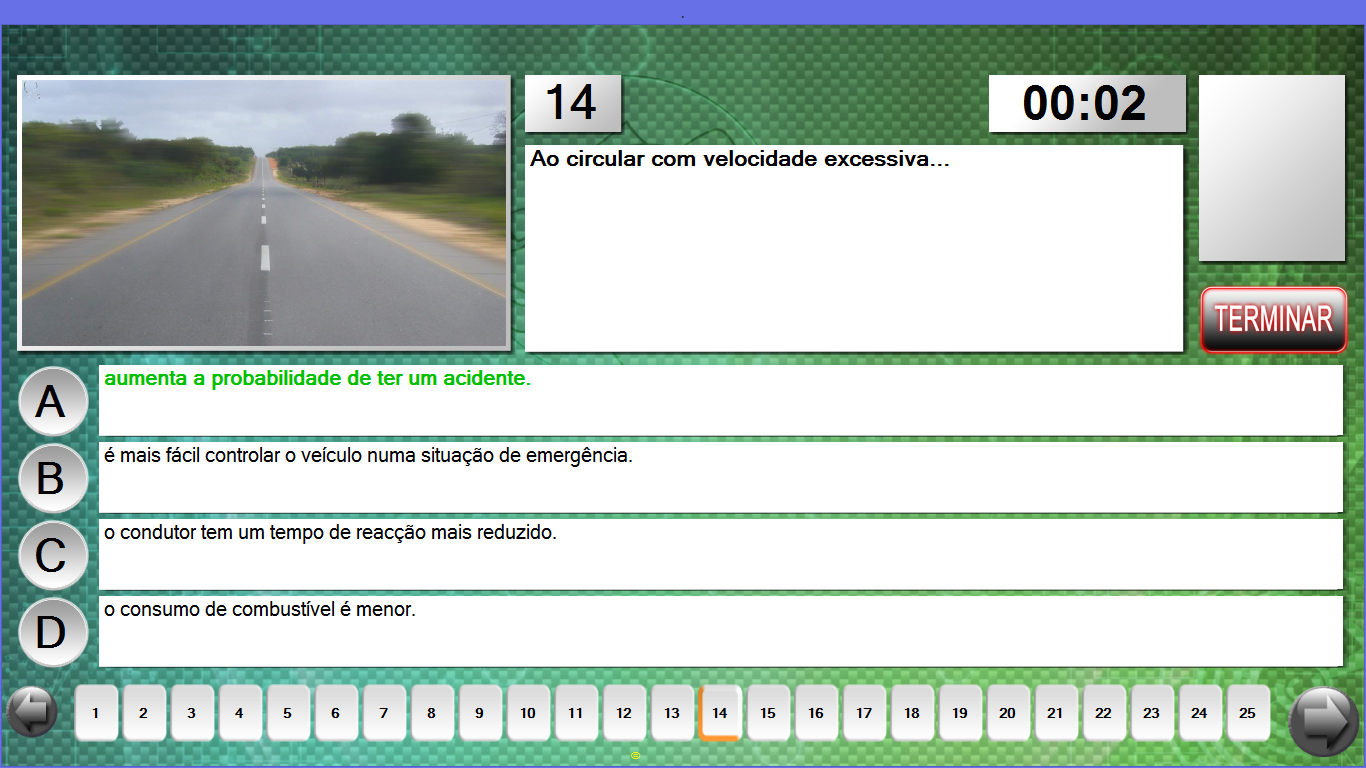 14
00:02
Ao circular com velocidade excessiva...
TERMINAR
A
aumenta a probabilidade de ter um acidente.
B
é mais fácil controlar o veículo numa situação de emergência.
C
o condutor tem um tempo de reacção mais reduzido.
D
o consumo de combustível é menor.
1 2 3 4 5 6 7 8 9 10 11 12 13 14 15 16 17 18 19 20 21 22 23 24 25
©